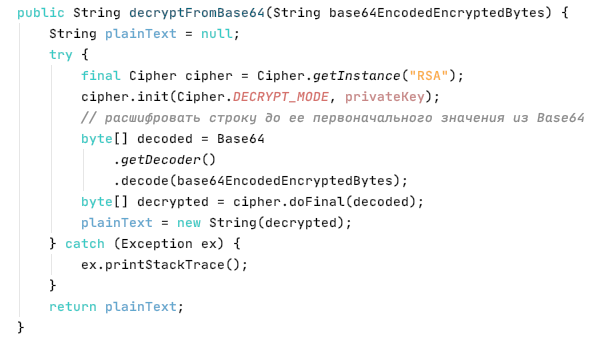 public String decryptFromBase64(String base64EncodedEncryptedBytes) {
    String plainText = null;
    try {
        final Cipher cipher = Cipher.getInstance("RSA");
        cipher.init(Cipher.DECRYPT_MODE, privateKey);
        // расшифровать строку до ее первоначального значения из Base64
        byte[] decoded = Base64
            .getDecoder()
            .decode(base64EncodedEncryptedBytes);
        byte[] decrypted = cipher.doFinal(decoded);
        plainText = new String(decrypted);
    } catch (Exception ex) {
        ex.printStackTrace();
    }
    return plainText;
}